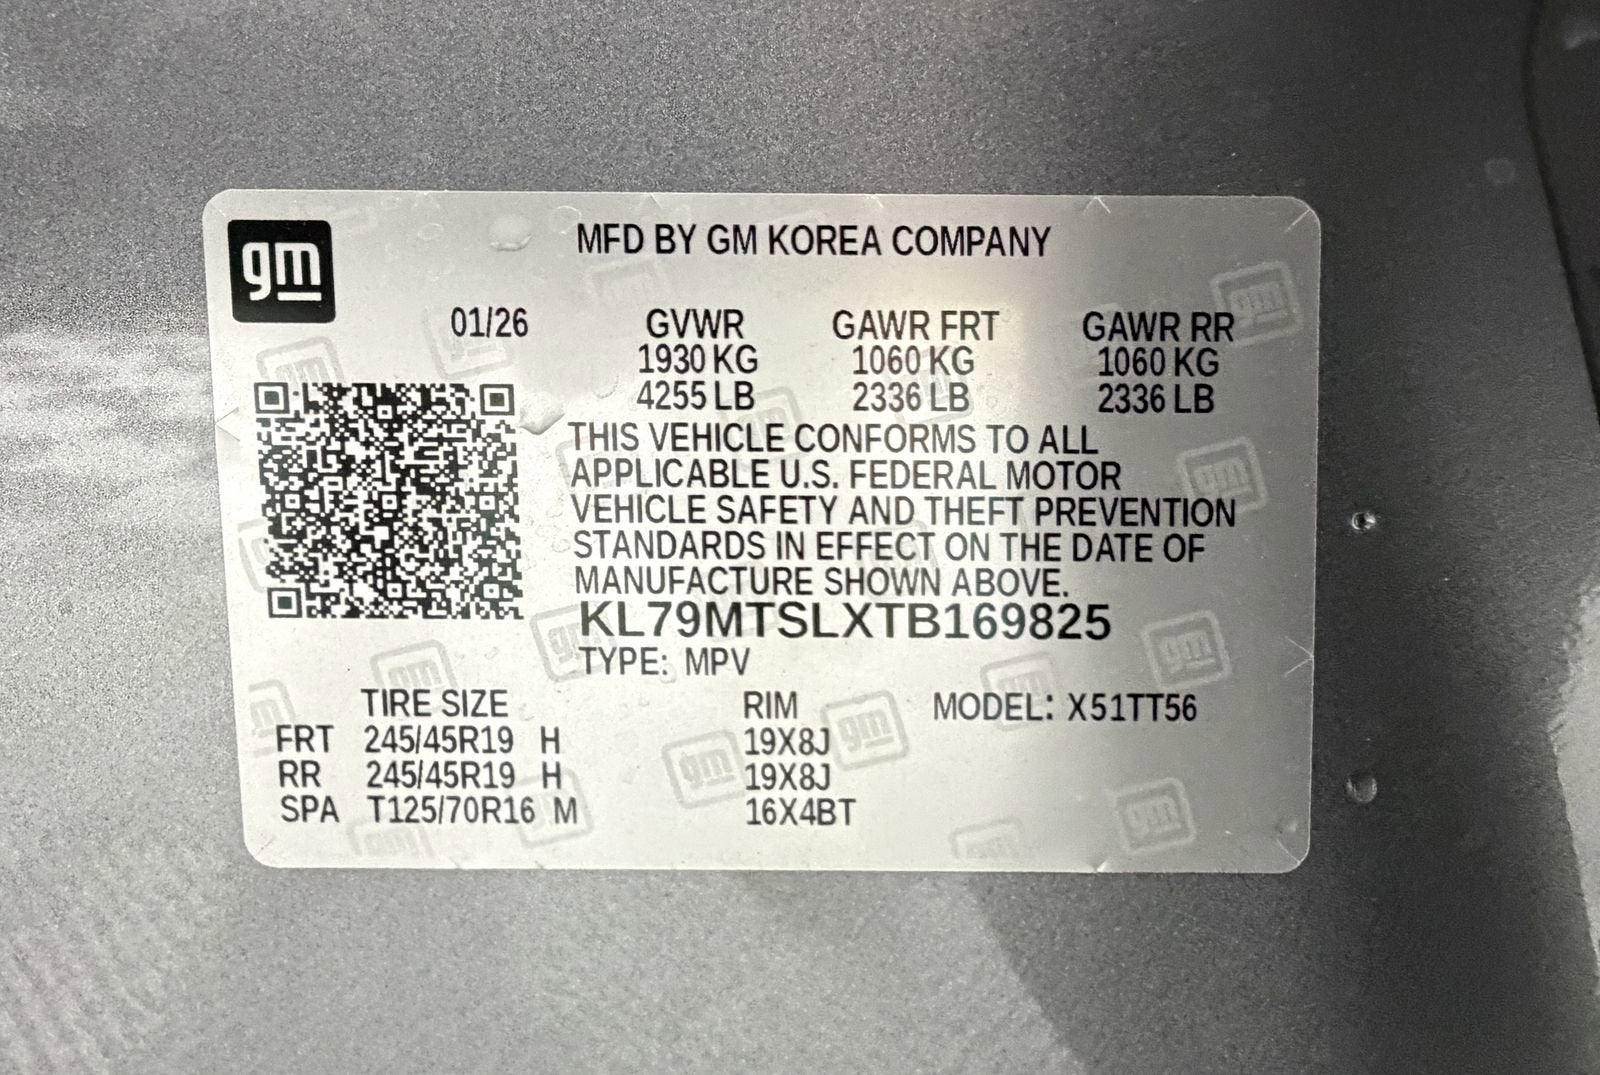 gm
MFD BY GM KOREA COMPANY
01/26 GVWR GAWR FRT GAWR RR
1930 KG 1060 KG 1060 KG
4255 LB 2336 LB 2336 LB
THIS VEHICLE CONFORMS TO ALL
APPLICABLE U.S. FEDERAL MOTOR
VEHICLE SAFETY AND THEFT PREVENTION
STANDARDS IN EFFECT ON THE DATE OF
MANUFACTURE SHOWN ABOVE.
KL79MTSLXTB169825
TYPE: MPV
TIRE SIZE RIM MODEL: X51TT56
FRT 245/45R19 H 19X8J
RR 245/45R19 H 19X8J
SPA T125/70R16 M 16X4BT